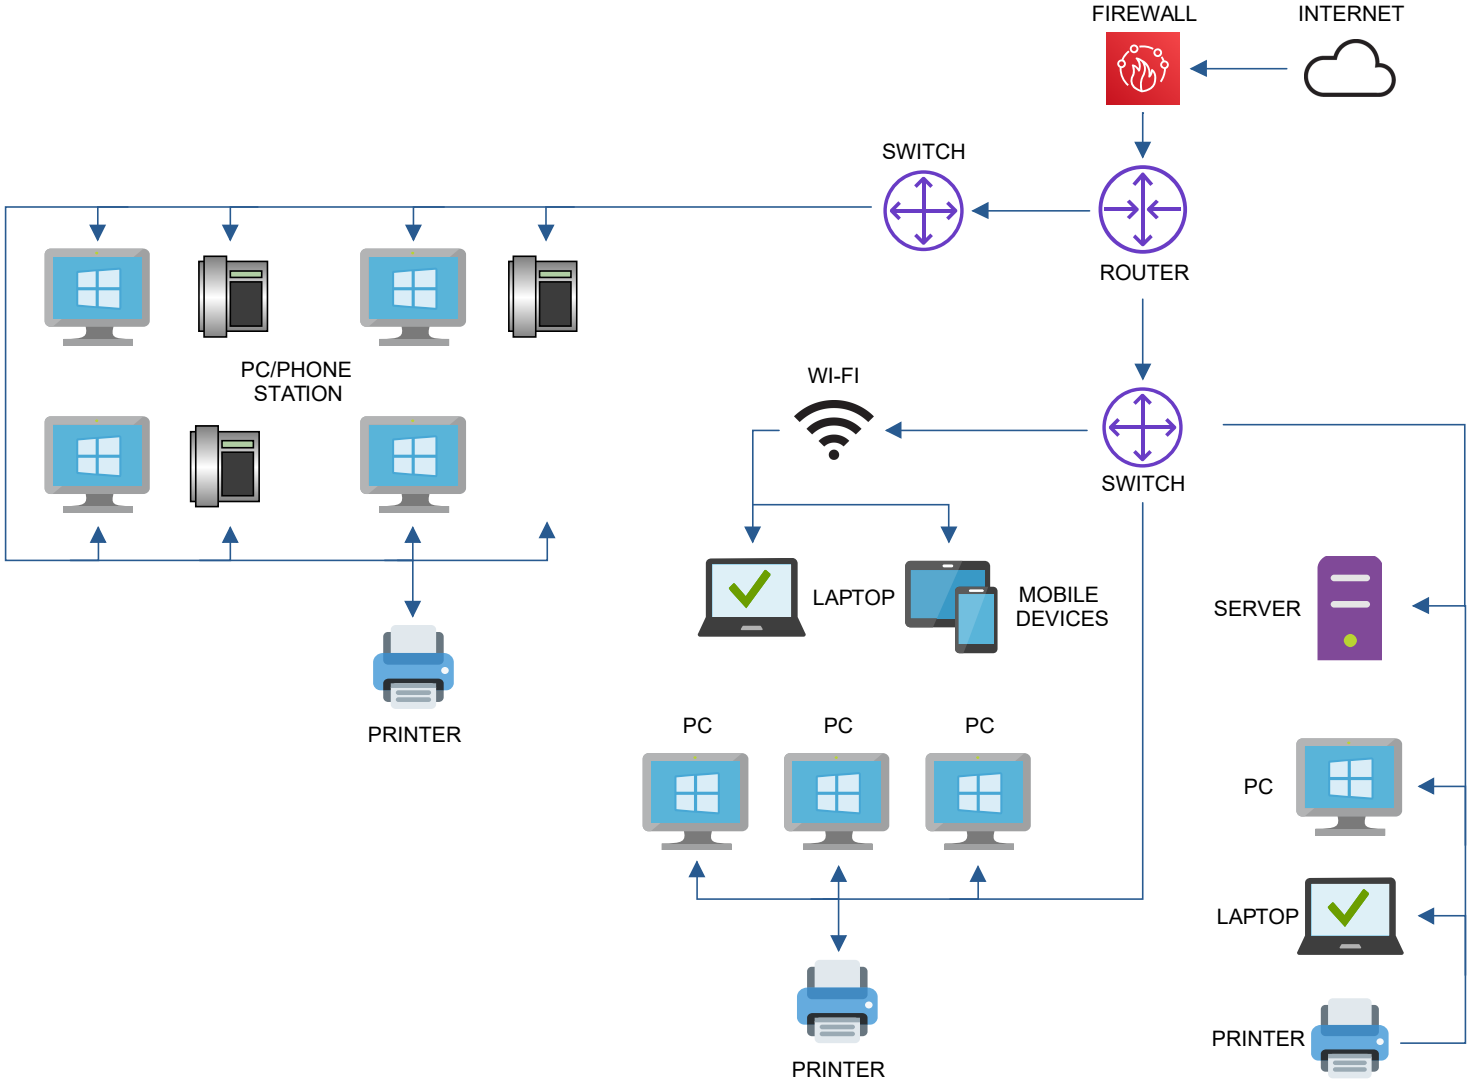 FIREWALL
INTERNET
SWITCH
ROUTER
PC/PHONE
STATION
WI-FI
SWITCH
LAPTOP
MOBILE
DEVICES
SERVER
PRINTER
PC
PC
PC
PC
LAPTOP
PRINTER
PRINTER